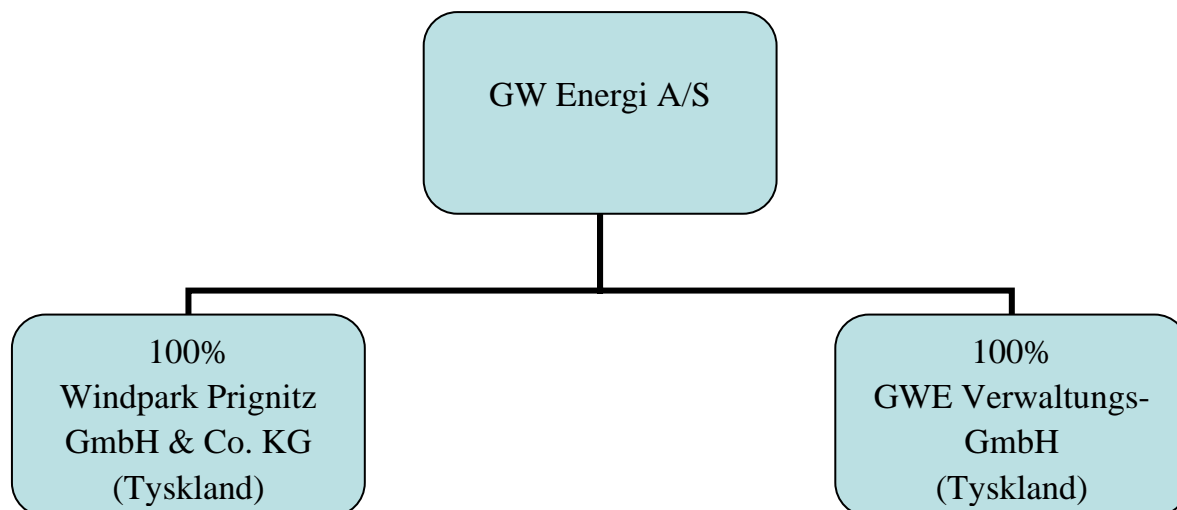 GW Energi A/S
100%
Windpark Prignitz
GmbH & Co. KG
(Tyskland)
100%
GWE Verwaltungs-
GmbH
(Tyskland)